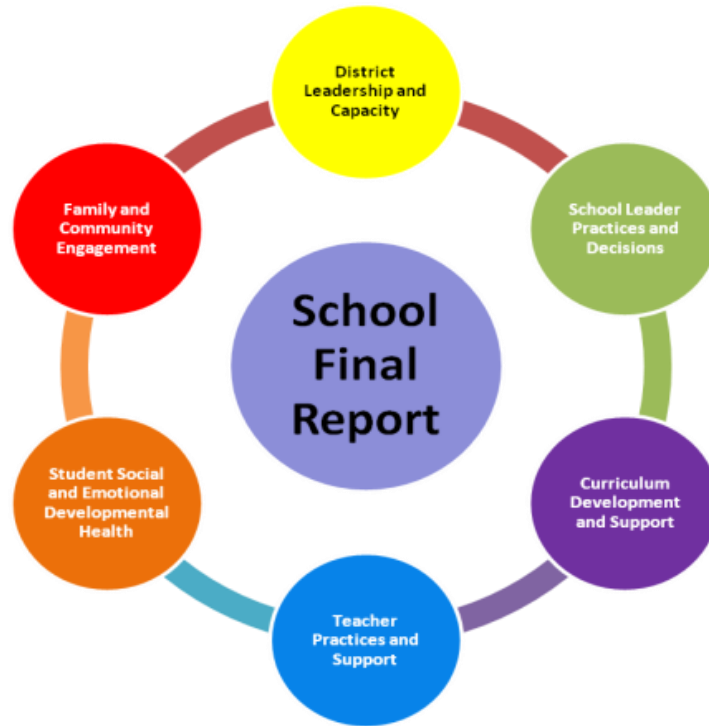 District
Leadership and
Capacity
School Leader
Practices and
Decisions
Curriculum
Development
and Support
Teacher
Practices and
Support
Student Social
and Emotional
Developmental
Health
Family and
Community
Engagement
School
Final
Report